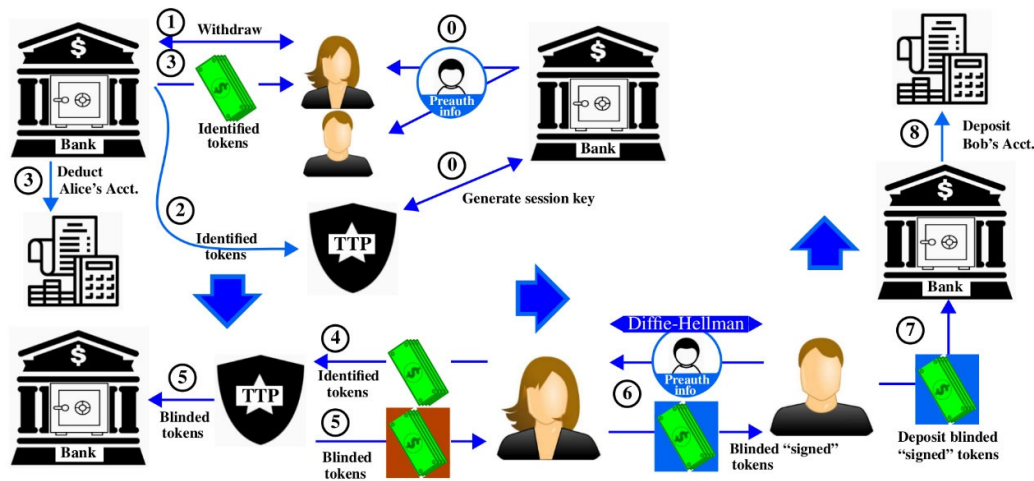 $
Bank
1
Withdraw
3
$
Identified
tokens
0
Preauth
info
$
Bank
0
Generate session key
3
Deduct
Alice's Acct.
2
Identified
tokens
TTP
8
Deposit
Bob's Acct.
$
Bank
$
Bank
5
Blinded
tokens
TTP
4
Identified
tokens
$
5
Blinded
tokens
$
Diffie-Hellman
Preauth
info
6
$
Blinded “signed”
tokens
7
$
Deposit blinded
“signed” tokens